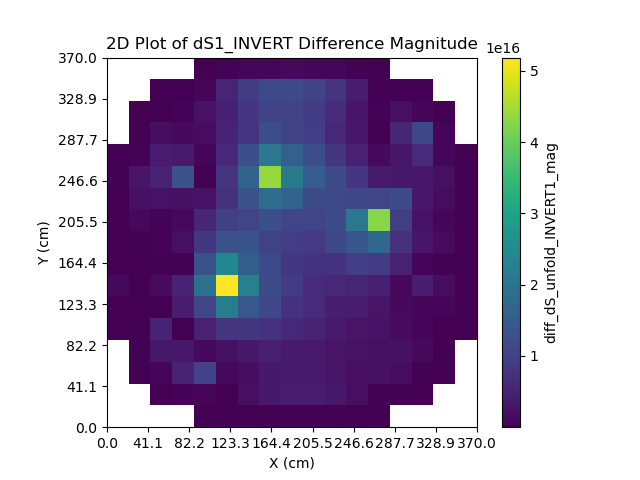 2D Plot of dS1_INVERT Difference Magnitude
1e16
370.0
328.9
287.7
246.6
205.5
164.4
123.3
82.2
41.1
0.0
Y (cm)
0.0 41.1 82.2 123.3 164.4 205.5 246.6 287.7 328.9 370.0
X (cm)
5
4
3
2
1
diff_dS_unfold_INVERT1_mag